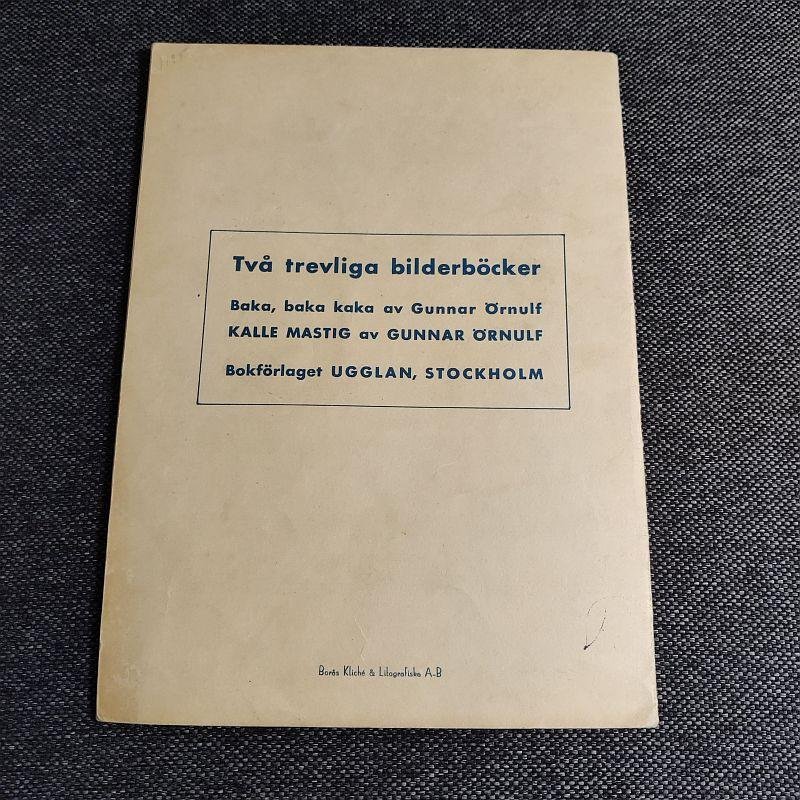 Två trevliga bilderböcker
Baka, baka kaka av Gunnar Örnulf
KALLE MASTIG av GUNNAR ÖRNULF
Bokförlaget UGGLAN, STOCKHOLM
Borås Kliché & Litografiska A-B